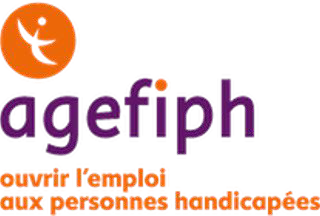 agefiph
ouvrir l'emploi
aux personnes handicapées